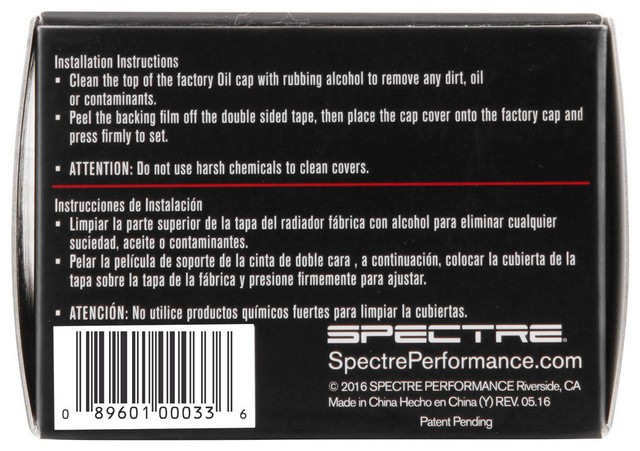 Installation Instructions
▪ Clean the top of the factory Oil cap with rubbing alcohol to remove any dirt, oil
or contaminants.
▪ Peel the backing film off the double sided tape, then place the cap cover onto the factory cap and
press firmly to set.
▪ ATTENTION: Do not use harsh chemicals to clean covers.
Instrucciones de Instalación
▪ Limpiar la parte superior de la tapa del radiador fábrica con alcohol para eliminar cualquier
suciedad, aceite o contaminantes.
▪ Pelar la película de soporte de la cinta de doble cara , a continuación, colocar la cubierta de la
tapa sobre la tapa de la fábrica y presione firmemente para ajustar.
▪ ATENCIÓN: No utilice productos químicos fuertes para limpiar la cubiertas.
SPECTRE
SpectrePerformance.com
© 2016 SPECTRE PERFORMANCE Riverside, CA
Made in China Hecho en China (Y) REV. 05.16
Patent Pending
0 89601 00033 6